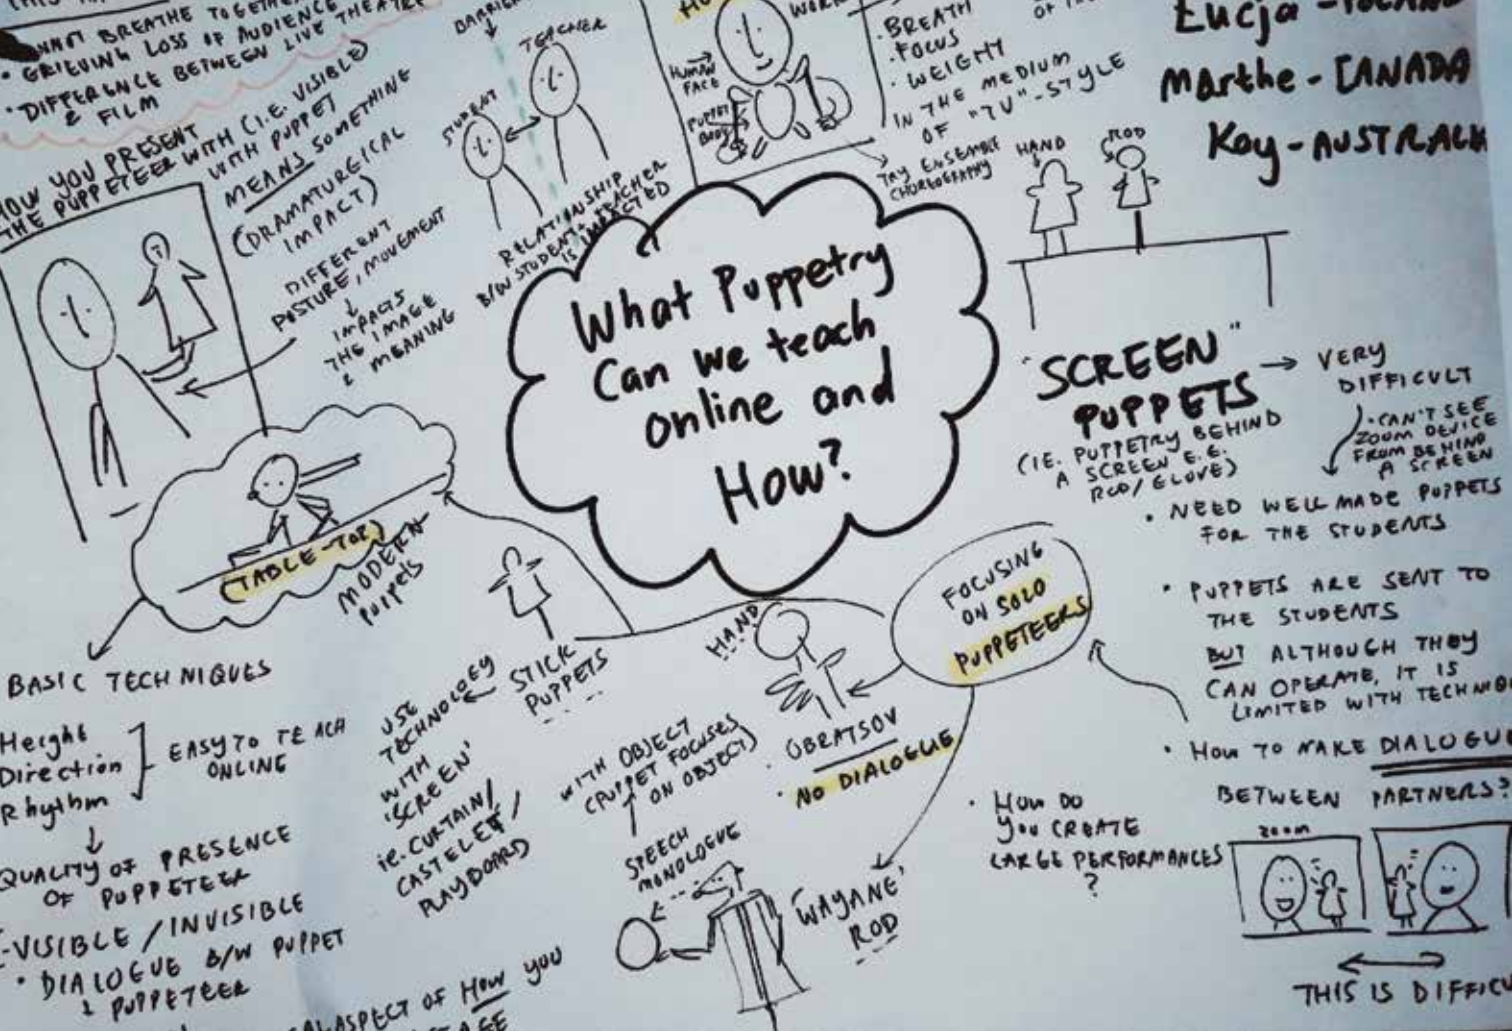 BREATHE TOGETHER
• GRIEVING LOSS OF AUDIENCE
• DIFFERENCE BETWEEN LIVE THEATRE
& FILM
HOW YOU PRESENT
THE PUPPETEER WITH (I.E. VISIBLE)
WITH PUPPET
MEANS SOMETHING
(DRAMATURGICAL
IMPACT)
DIFFERENT
POSTURE, MOVEMENT
IMPACTS
THE IMAGE
& MEANING
TEACHER
STUDENT
RELATIONSHIP
B/W STUDENT & TEACHER
IS IMPACTED
HUMAN
FACE
PUPPET
BODY
• BREATH
• FOCUS
• WEIGHT
IN THE MEDIUM
OF "TV"-STYLE
TRY ENSEMBLE
CHOREOGRAPHY
Łucja - POLAND
Marthe - CANADA
Kay - AUSTRALIA
HAND
ROD
What Puppetry
Can we teach
online and
How?
"SCREEN"
PUPPETS
(IE. PUPPETRY BEHIND
A SCREEN E.E.
ROD/GLOVE)
VERY
DIFFICULT
• CAN'T SEE
ZOOM DEVICE
FROM BEHIND
A SCREEN
• NEED WELL MADE PUPPETS
FOR THE STUDENTS
• PUPPETS ARE SENT TO
THE STUDENTS
BUT ALTHOUGH THEY
CAN OPERATE, IT IS
LIMITED WITH
• HOW TO MAKE DIALOGUE
BETWEEN PARTNERS?
ZOOM
THIS IS
(TABLE-TOP)
MODERN
PUPPETS
BASIC TECHNIQUES
Height
Direction
Rhythm
EASY TO TEACH
ONLINE
QUALITY OF PRESENCE
OF PUPPETEER
-VISIBLE/INVISIBLE
• DIALOGUE B/W PUPPET
& PUPPETEER
ASPECT OF HOW YOU
STICK
PUPPETS
USE
TECHNOLOGY
WITH
'SCREEN'
ie. CURTAIN/
CASTELET/
PLAYBOARD
HAND
FOCUSING
ON SOLO
PUPPETEERS
• OBRATSOV
• NO DIALOGUE
WITH OBJECT
(PUPPET FOCUSES
ON OBJECT)
SPEECH
MONOLOGUE
'WAYANG'
ROD
• HOW DO
YOU CREATE
LARGE PERFORMANCES
?